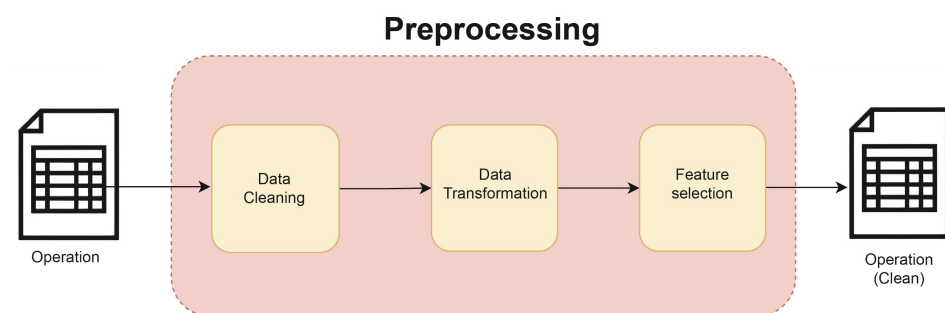 Preprocessing
Operation
Data
Cleaning
Data
Transformation
Feature
selection
Operation
(Clean)